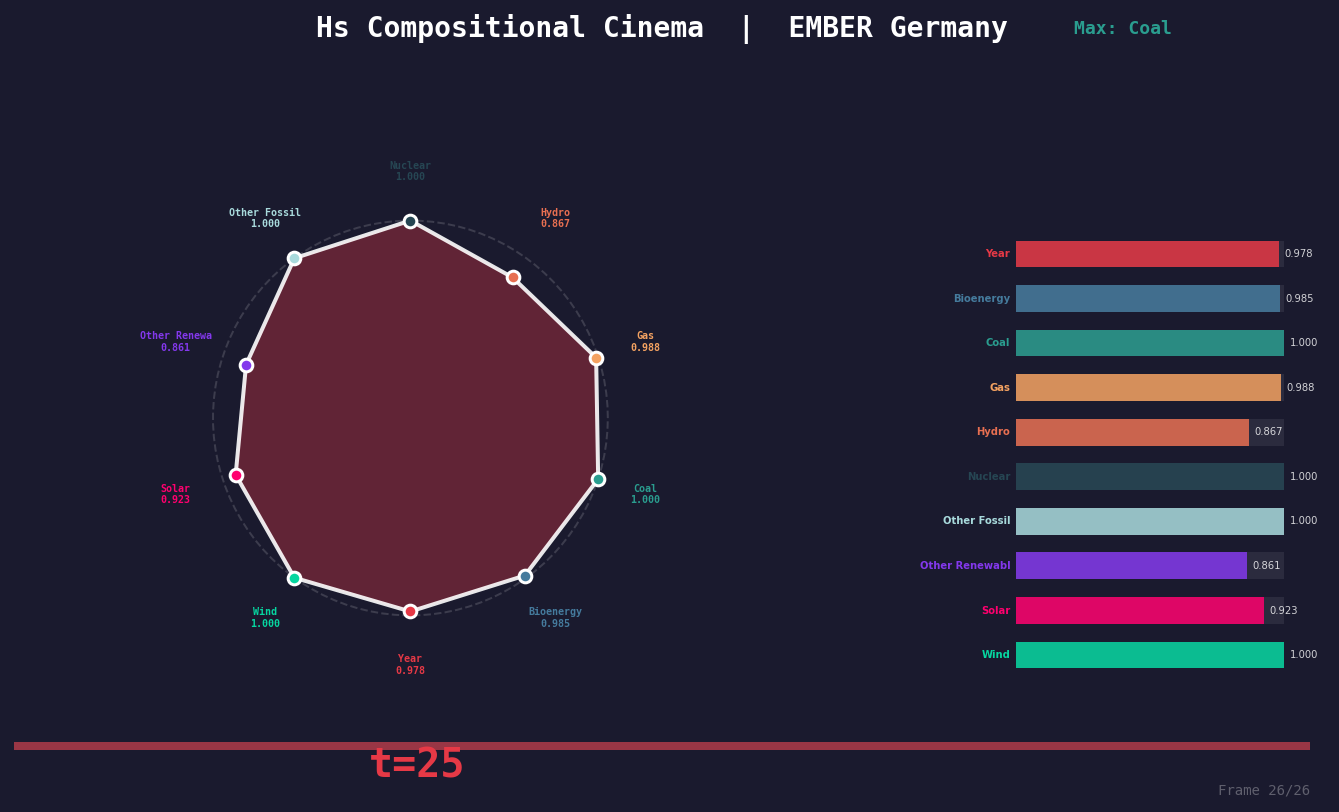 Hs Compositional Cinema | EMBER Germany
Max: Coal
Nuclear
1.000
Other Fossil
1.000
Hydro
0.867
Other Renewa
0.861
Gas
0.988
Solar
0.923
Coal
1.000
Wind
1.000
Bioenergy
0.985
Year
0.978
Year 0.978
Bioenergy 0.985
Coal 1.000
Gas 0.988
Hydro 0.867
Nuclear 1.000
Other Fossil 1.000
Other Renewabl 0.861
Solar 0.923
Wind 1.000
t=25
Frame 26/26